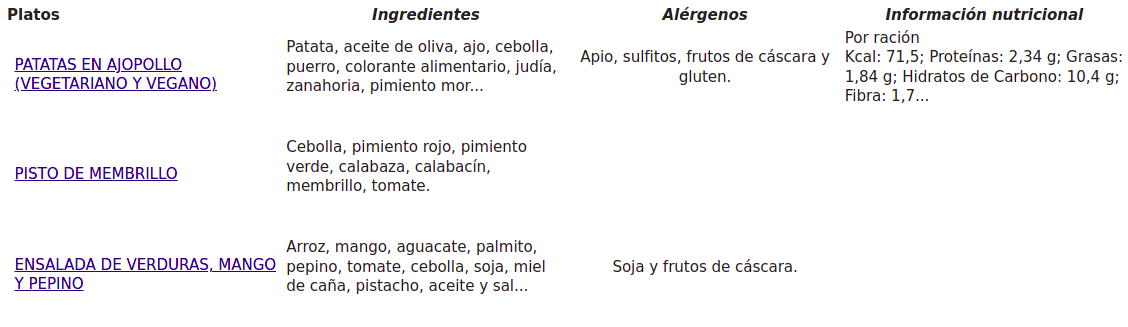 Platos
Ingredientes
Alérgenos
Información nutricional
PATATAS EN AJOPOLLO
(VEGETARIANO Y VEGANO)
Patata, aceite de oliva, ajo, cebolla,
puerro, colorante alimentario, judía,
zanahoria, pimiento mor...
Apio, sulfitos, frutos de cáscara y
gluten.
Por ración
Kcal: 71,5; Proteínas: 2,34 g; Grasas:
1,84 g; Hidratos de Carbono: 10,4 g;
Fibra: 1,7...
PISTO DE MEMBRILLO
Cebolla, pimiento rojo, pimiento
verde, calabaza, calabacín,
membrillo, tomate.
ENSALADA DE VERDURAS, MANGO
Y PEPINO
Arroz, mango, aguacate, palmito,
pepino, tomate, cebolla, soja, miel
de caña, pistacho, aceite y sal...
Soja y frutos de cáscara.